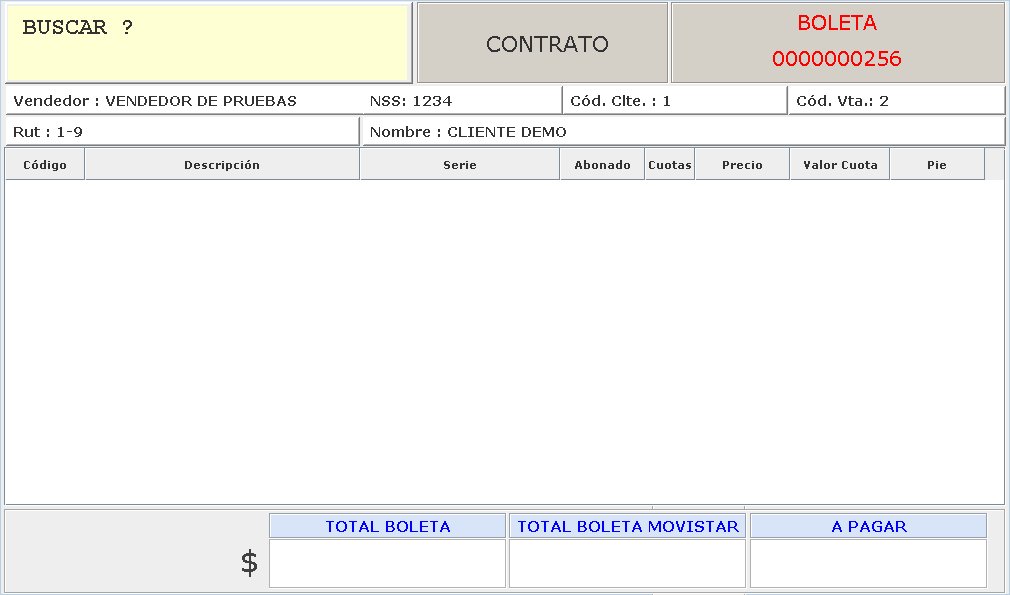 BUSCAR ?
CONTRATO
BOLETA
0000000256
Vendedor : VENDEDOR DE PRUEBAS NSS: 1234 Cód. Clte. : 1 Cód. Vta.: 2
Rut : 1-9 Nombre : CLIENTE DEMO
Código Descripción Serie Abonado Cuotas Precio Valor Cuota Pie
TOTAL BOLETA TOTAL BOLETA MOVISTAR A PAGAR
$